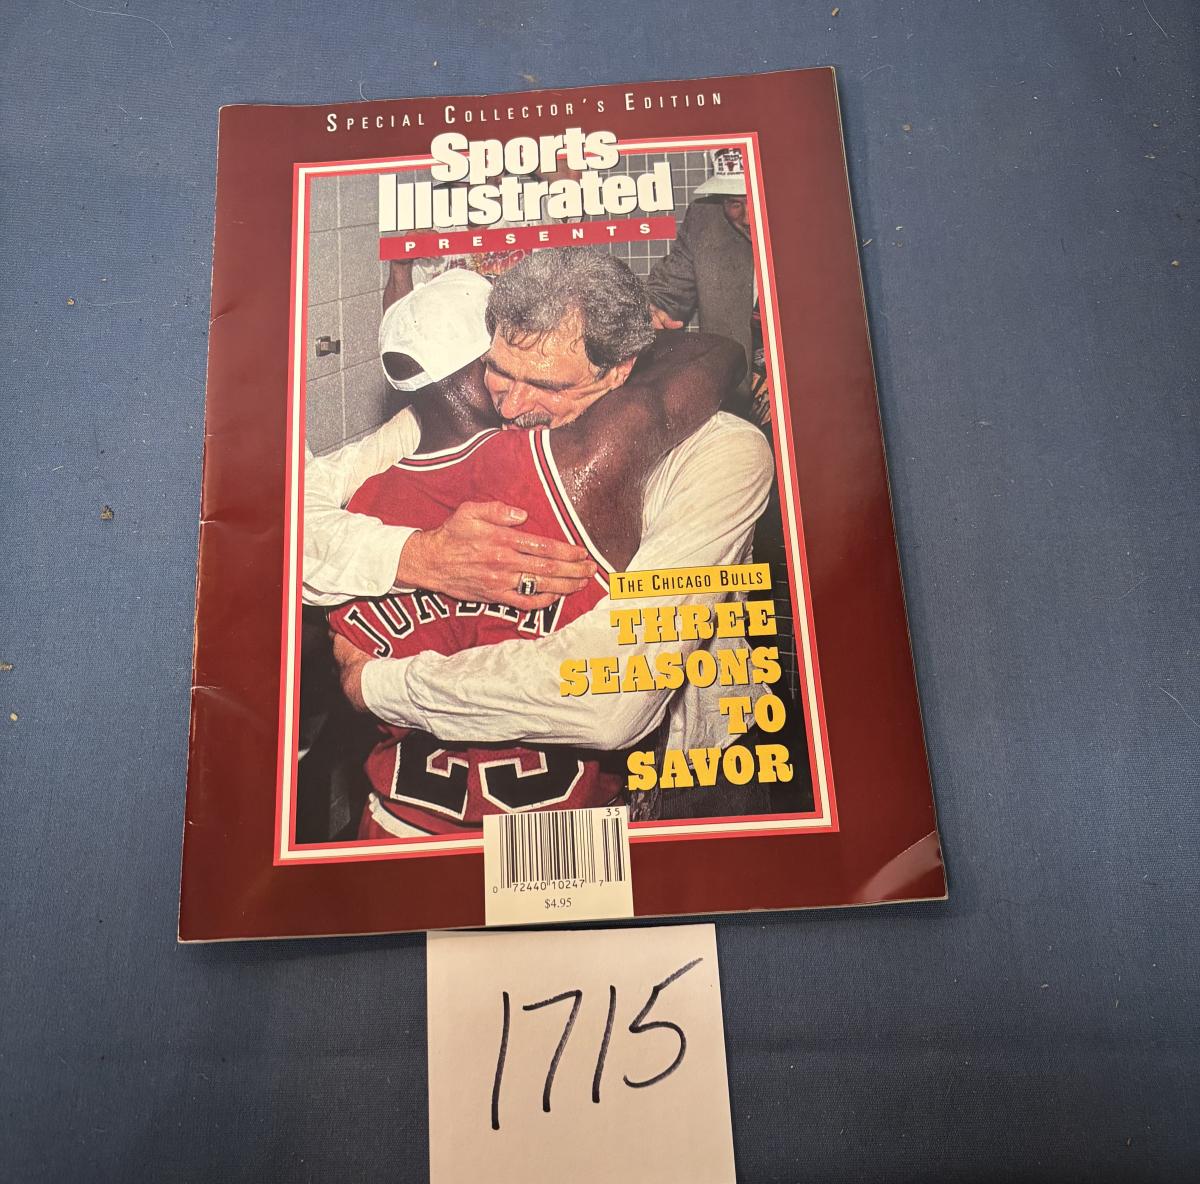 SPECIAL COLLECTOR'S EDITION
Sports
Illustrated
PRESENTS
JORDAN
23
THE CHICAGO BULLS
THREE
SEASONS
TO
SAVOR
35
0 72440 10247 7
$4.95
1715